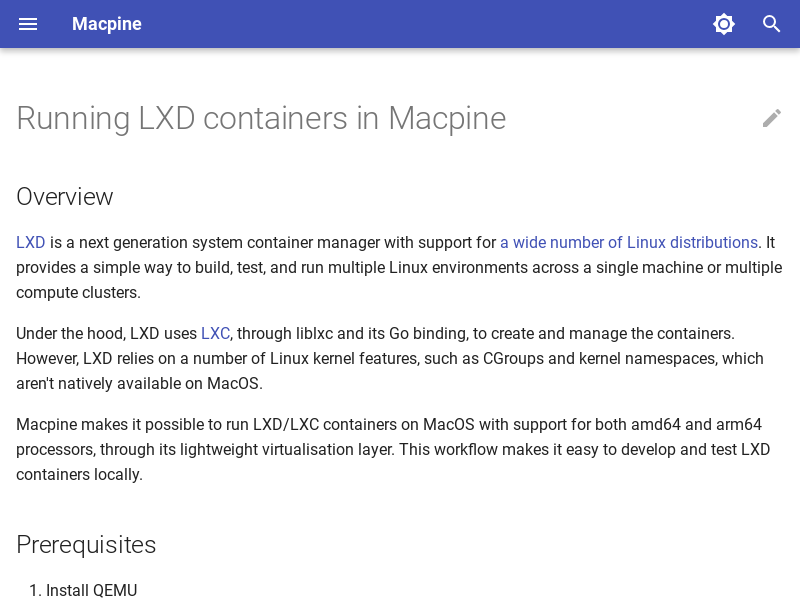 Macpine
Running LXD containers in Macpine
Overview
LXD is a next generation system container manager with support for a wide number of Linux distributions. It
provides a simple way to build, test, and run multiple Linux environments across a single machine or multiple
compute clusters.
Under the hood, LXD uses LXC, through liblxc and its Go binding, to create and manage the containers.
However, LXD relies on a number of Linux kernel features, such as CGroups and kernel namespaces, which
aren't natively available on MacOS.
Macpine makes it possible to run LXD/LXC containers on MacOS with support for both amd64 and arm64
processors, through its lightweight virtualisation layer. This workflow makes it easy to develop and test LXD
containers locally.
Prerequisites
1. Install QEMU